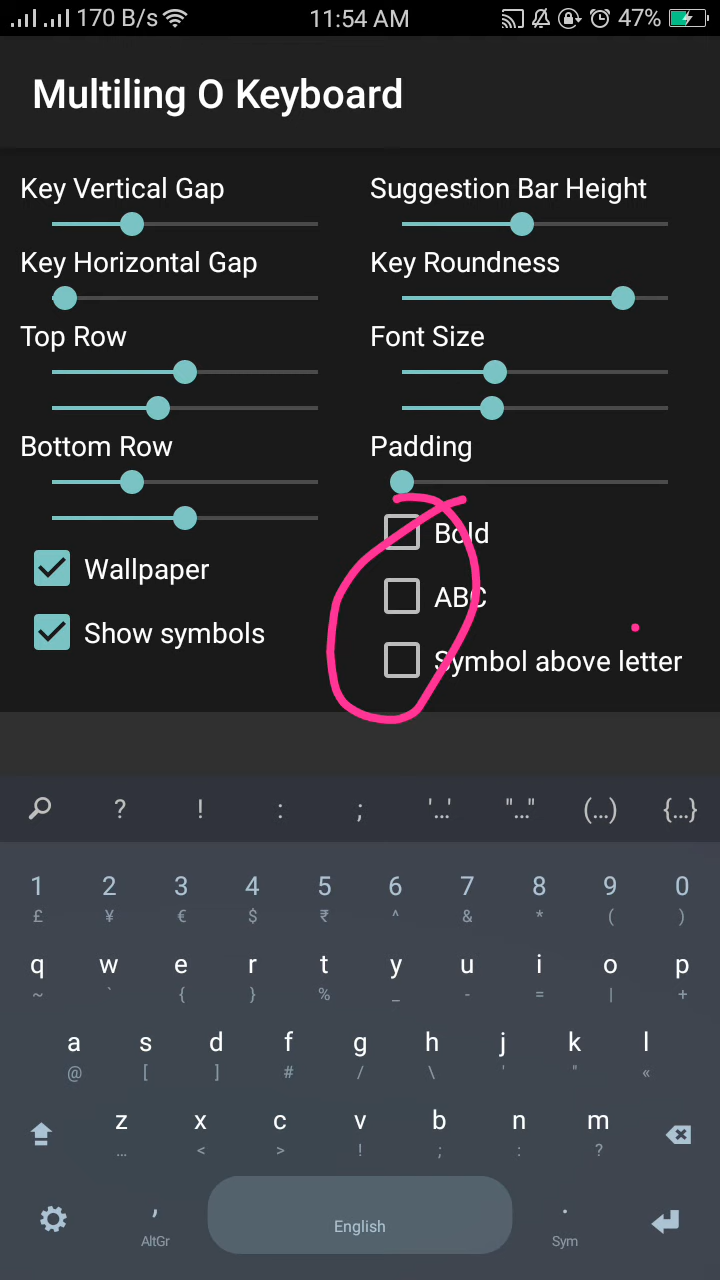 170 B/s 11:54 AM 47%
Multiling O Keyboard
Key Vertical Gap
Suggestion Bar Height
Key Horizontal Gap
Key Roundness
Top Row
Font Size
Bottom Row
Padding
Bold
Wallpaper
ABC
Show symbols
Symbol above letter
? ! : ; '...' "..." (...) {...}
1 2 3 4 5 6 7 8 9 0
£ ¥ € $ ₹ ^ & * ( )
q w e r t y u i o p
~ ` { } % _ - = | +
a s d f g h j k l
@ [ ] # / \ ' " «
z x c v b n m
... < > ! ; : ?
, .
AltGr English Sym